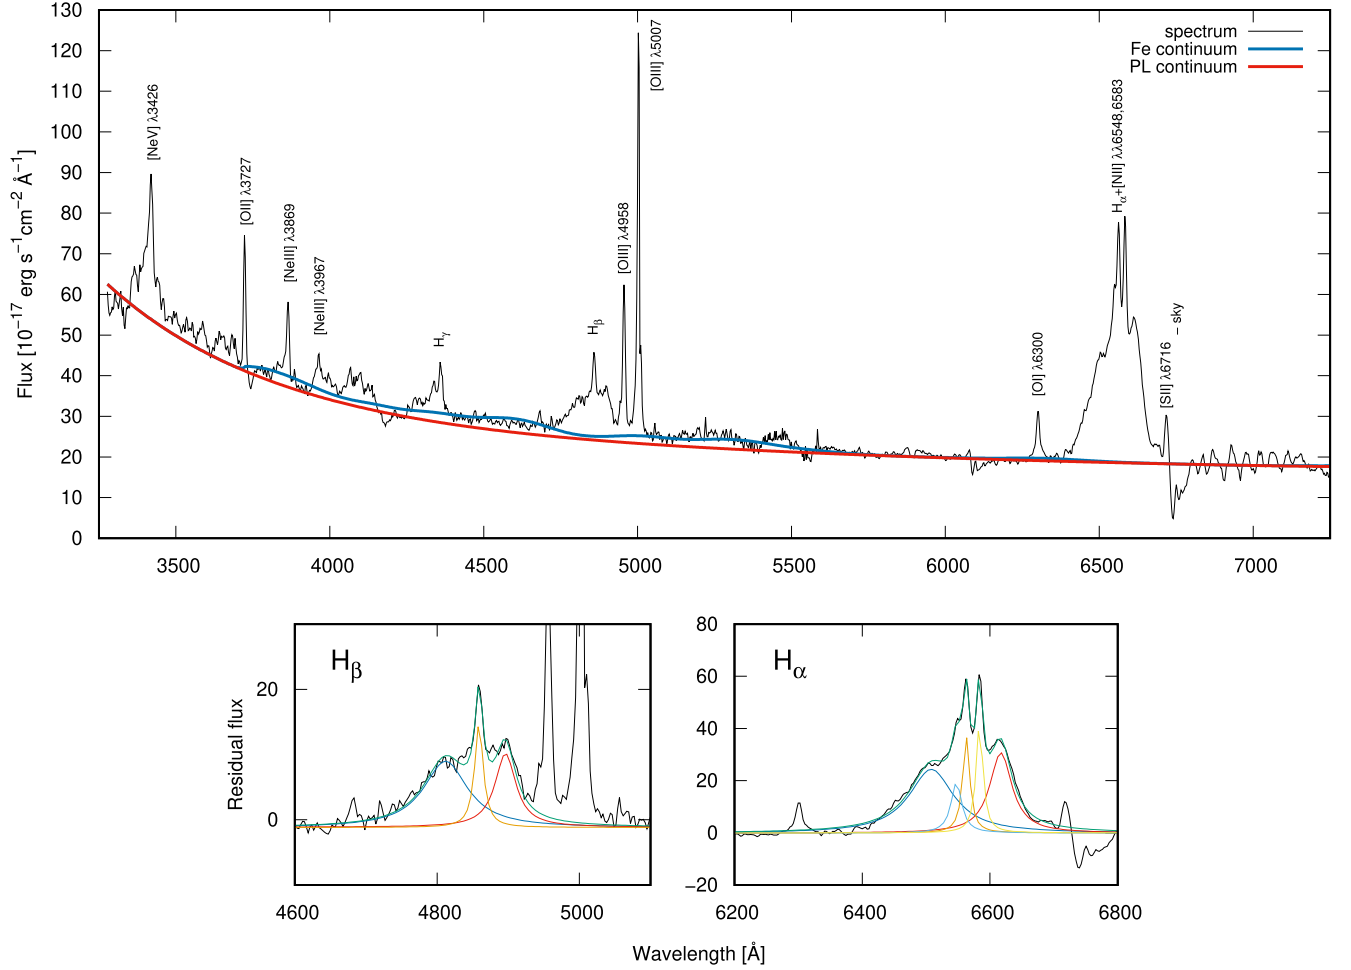 130
120
110
100
90
80
70
60
50
40
30
20
10
0
Flux [10⁻¹⁷ erg s⁻¹cm⁻² Å⁻¹]
[NeV] λ3426
[OII] λ3727
[NeIII] λ3869
[NeIII] λ3967
Hγ
Hβ
[OIII] λ4958
[OIII] λ5007
[OI] λ6300
Hα+[NII] λλ6548,6583
[SII] λ6716
– sky
spectrum
Fe continuum
PL continuum
3500 4000 4500 5000 5500 6000 6500 7000
Hβ
20
0
Residual flux
4600 4800 5000
Hα
80
60
40
20
0
−20
6200 6400 6600 6800
Wavelength [Å]